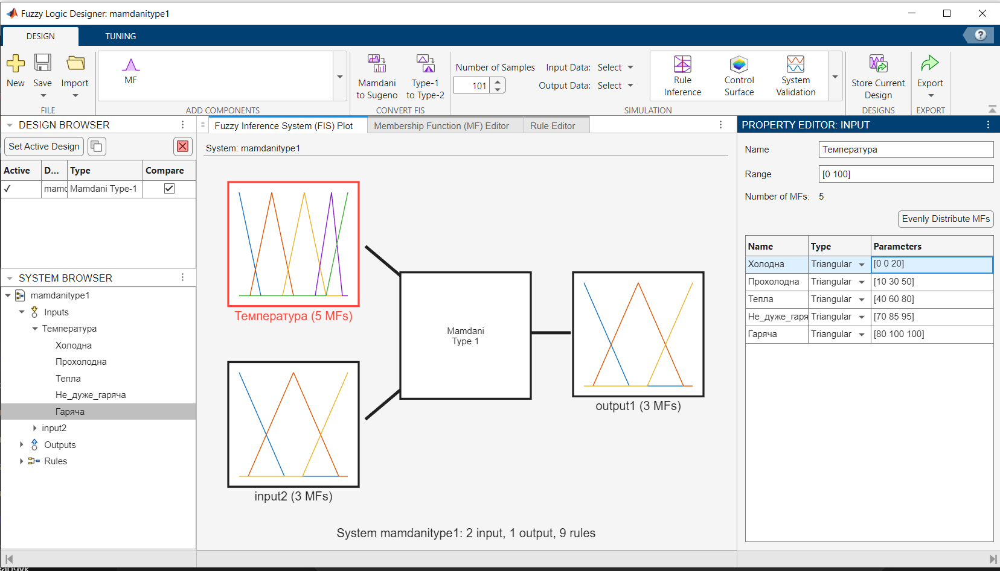 Fuzzy Logic Designer: mamdanitype1
DESIGN
TUNING
New
Save
Import
FILE
MF
ADD COMPONENTS
Mamdani
to Sugeno
Type-1
to Type-2
CONVERT FIS
Number of Samples
101
Input Data: Select
Output Data: Select
Rule
Inference
Control
Surface
System
Validation
SIMULATION
Store Current
Design
DESIGNS
Export
EXPORT
DESIGN BROWSER
Set Active Design
Active D... Type Compare
mamd Mamdani Type-1
SYSTEM BROWSER
mamdanitype1
Inputs
Температура
Холодна
Прохолодна
Тепла
Не_дуже_гаряча
Гаряча
input2
Outputs
Rules
Fuzzy Inference System (FIS) Plot
Membership Function (MF) Editor
Rule Editor
System: mamdanitype1
Температура (5 MFs)
Mamdani
Type 1
output1 (3 MFs)
input2 (3 MFs)
System mamdanitype1: 2 input, 1 output, 9 rules
PROPERTY EDITOR: INPUT
Name Температура
Range [0 100]
Number of MFs: 5
Evenly Distribute MFs
Name Type Parameters
Холодна Triangular [0 0 20]
Прохолодна Triangular [10 30 50]
Тепла Triangular [40 60 80]
Не_дуже_гаря Triangular [70 85 95]
Гаряча Triangular [80 100 100]